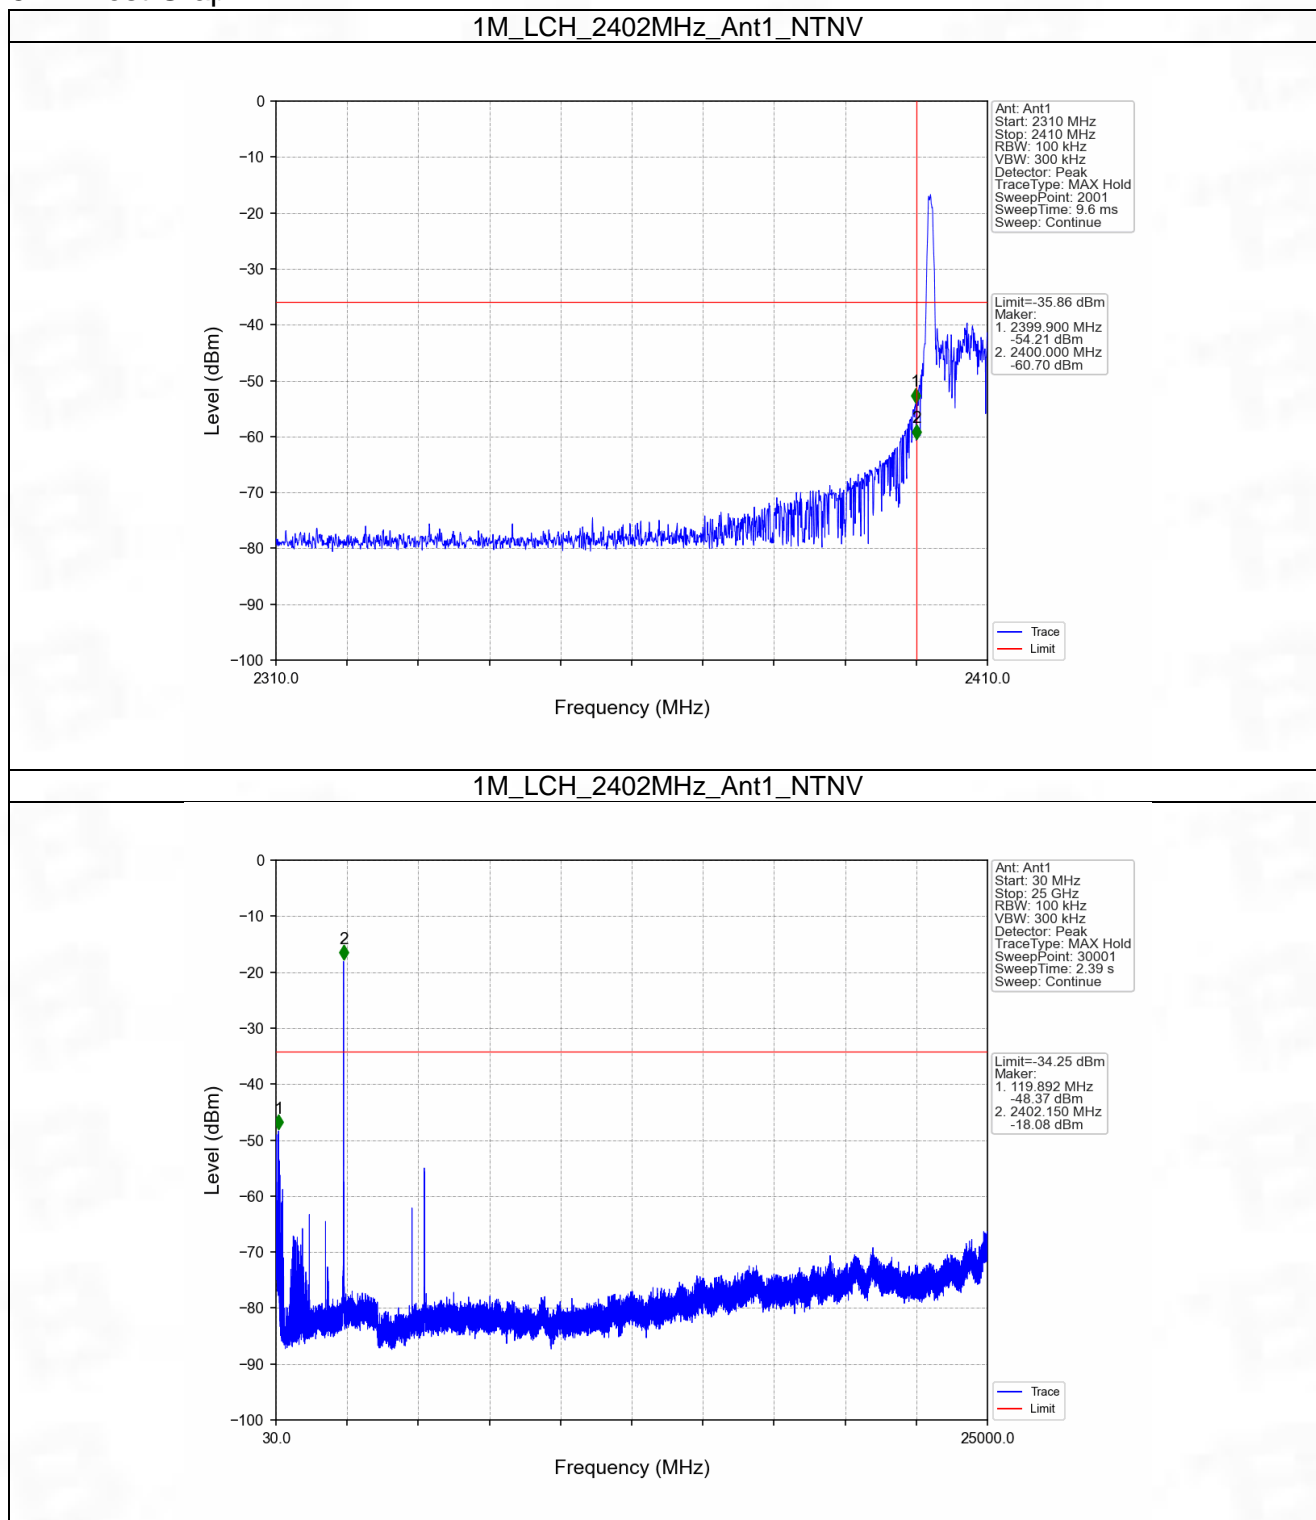 1M_LCH_2402MHz_Ant1_NTNV
0
−10
−20
−30
−40
−50
−60
−70
−80
−90
−100
Level (dBm)
2310.0
2410.0
Frequency (MHz)
1
2
Ant: Ant1
Start: 2310 MHz
Stop: 2410 MHz
RBW: 100 kHz
VBW: 300 kHz
Detector: Peak
TraceType: MAX Hold
SweepPoint: 2001
SweepTime: 9.6 ms
Sweep: Continue
Limit=-35.86 dBm
Maker:
1. 2399.900 MHz
-54.21 dBm
2. 2400.000 MHz
-60.70 dBm
Trace
Limit
1M_LCH_2402MHz_Ant1_NTNV
0
−10
−20
−30
−40
−50
−60
−70
−80
−90
−100
Level (dBm)
30.0
25000.0
Frequency (MHz)
1
2
Ant: Ant1
Start: 30 MHz
Stop: 25 GHz
RBW: 100 kHz
VBW: 300 kHz
Detector: Peak
TraceType: MAX Hold
SweepPoint: 30001
SweepTime: 2.39 s
Sweep: Continue
Limit=-34.25 dBm
Maker:
1. 119.892 MHz
-48.37 dBm
2. 2402.150 MHz
-18.08 dBm
Trace
Limit